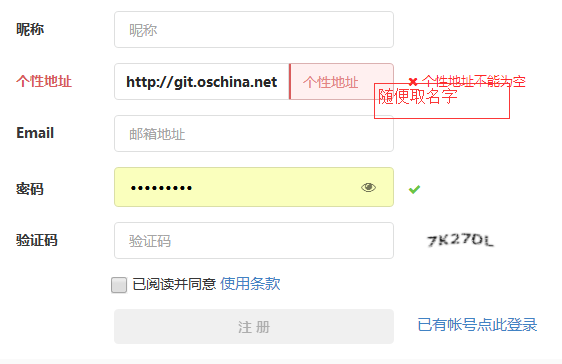 昵称 昵称
个性地址 http://git.oschina.net 个性地址 ✖ 个性地址不能为空
随便取名字
Email 邮箱地址
密码 •••••••••
验证码 验证码 7K27DL
已阅读并同意 使用条款
注 册 已有帐号点此登录